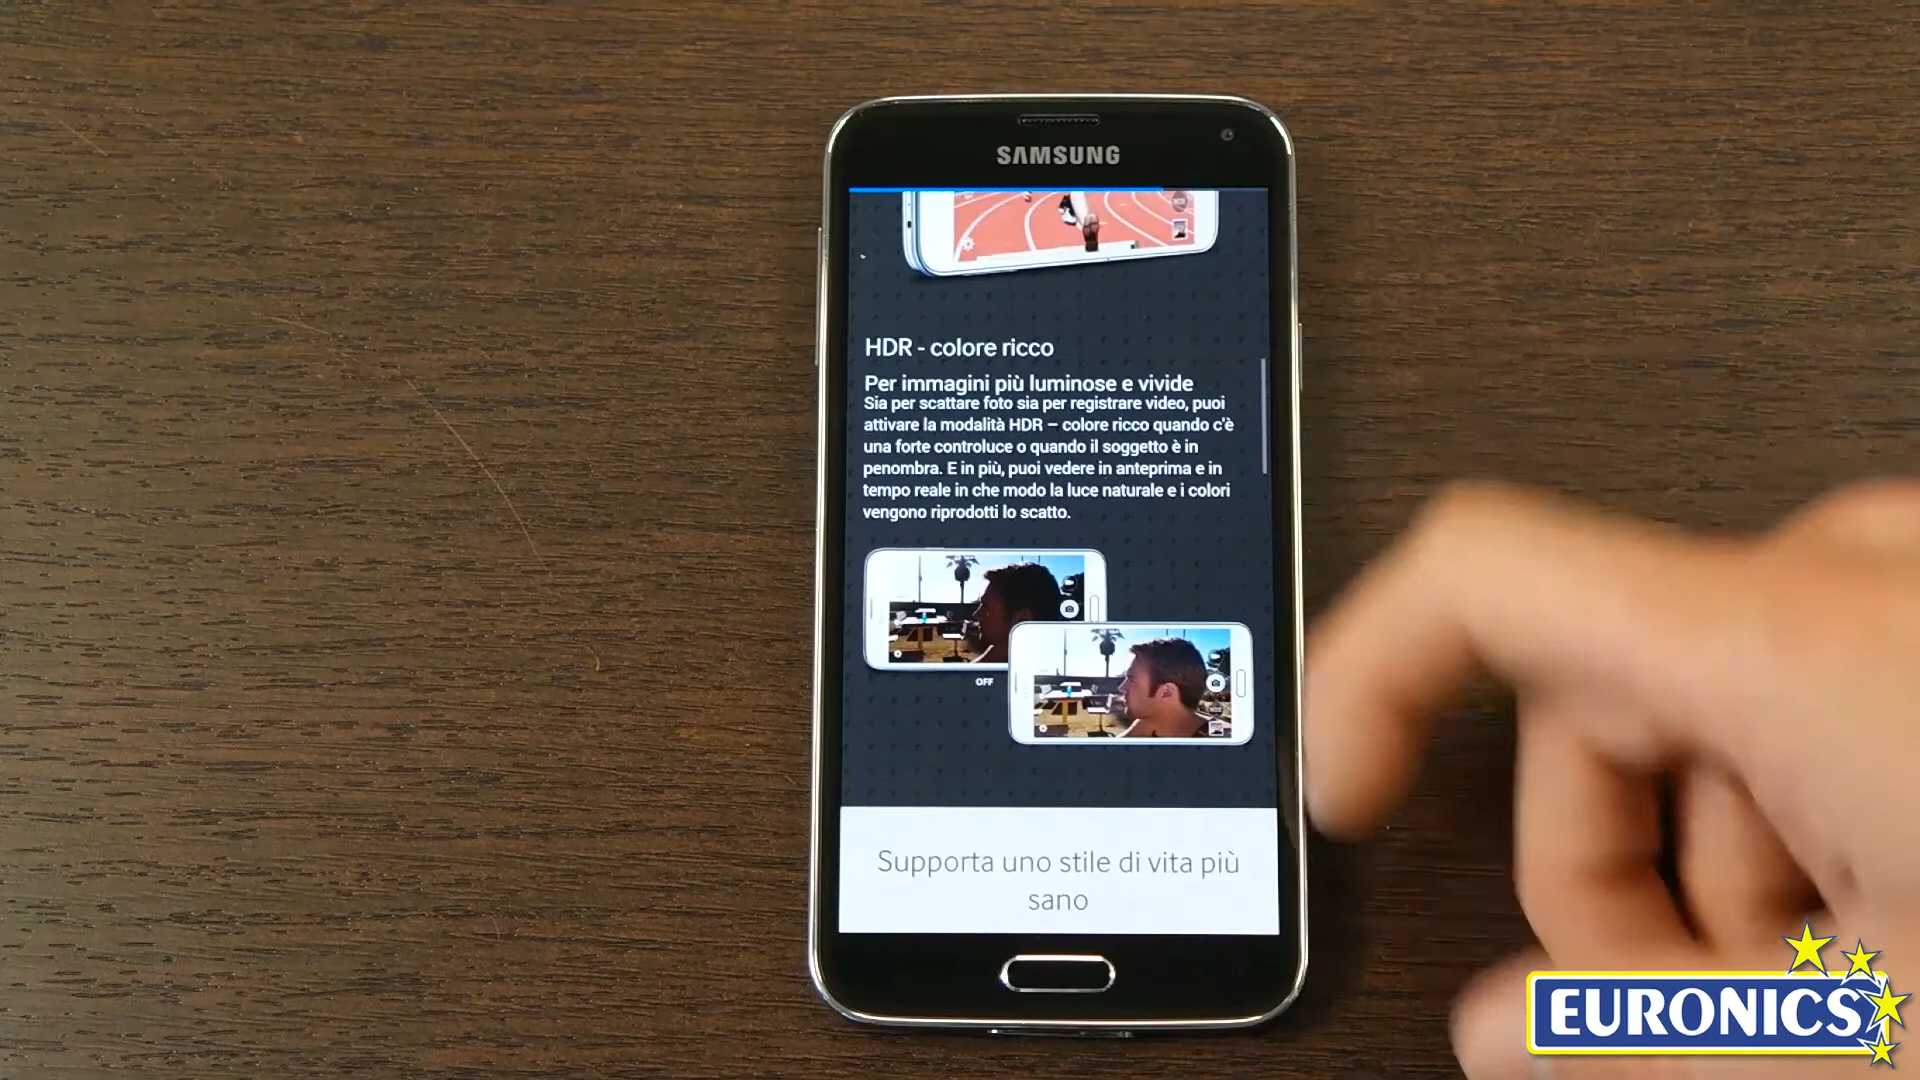 SAMSUNG
HDR - colore ricco
Per immagini più luminose e vivide
Sia per scattare foto sia per registrare video, puoi
attivare la modalità HDR – colore ricco quando c'è
una forte controluce o quando il soggetto è in
penombra. E in più, puoi vedere in anteprima e in
tempo reale in che modo la luce naturale e i colori
vengono riprodotti lo scatto.
OFF
Supporta uno stile di vita più
sano
EURONICS